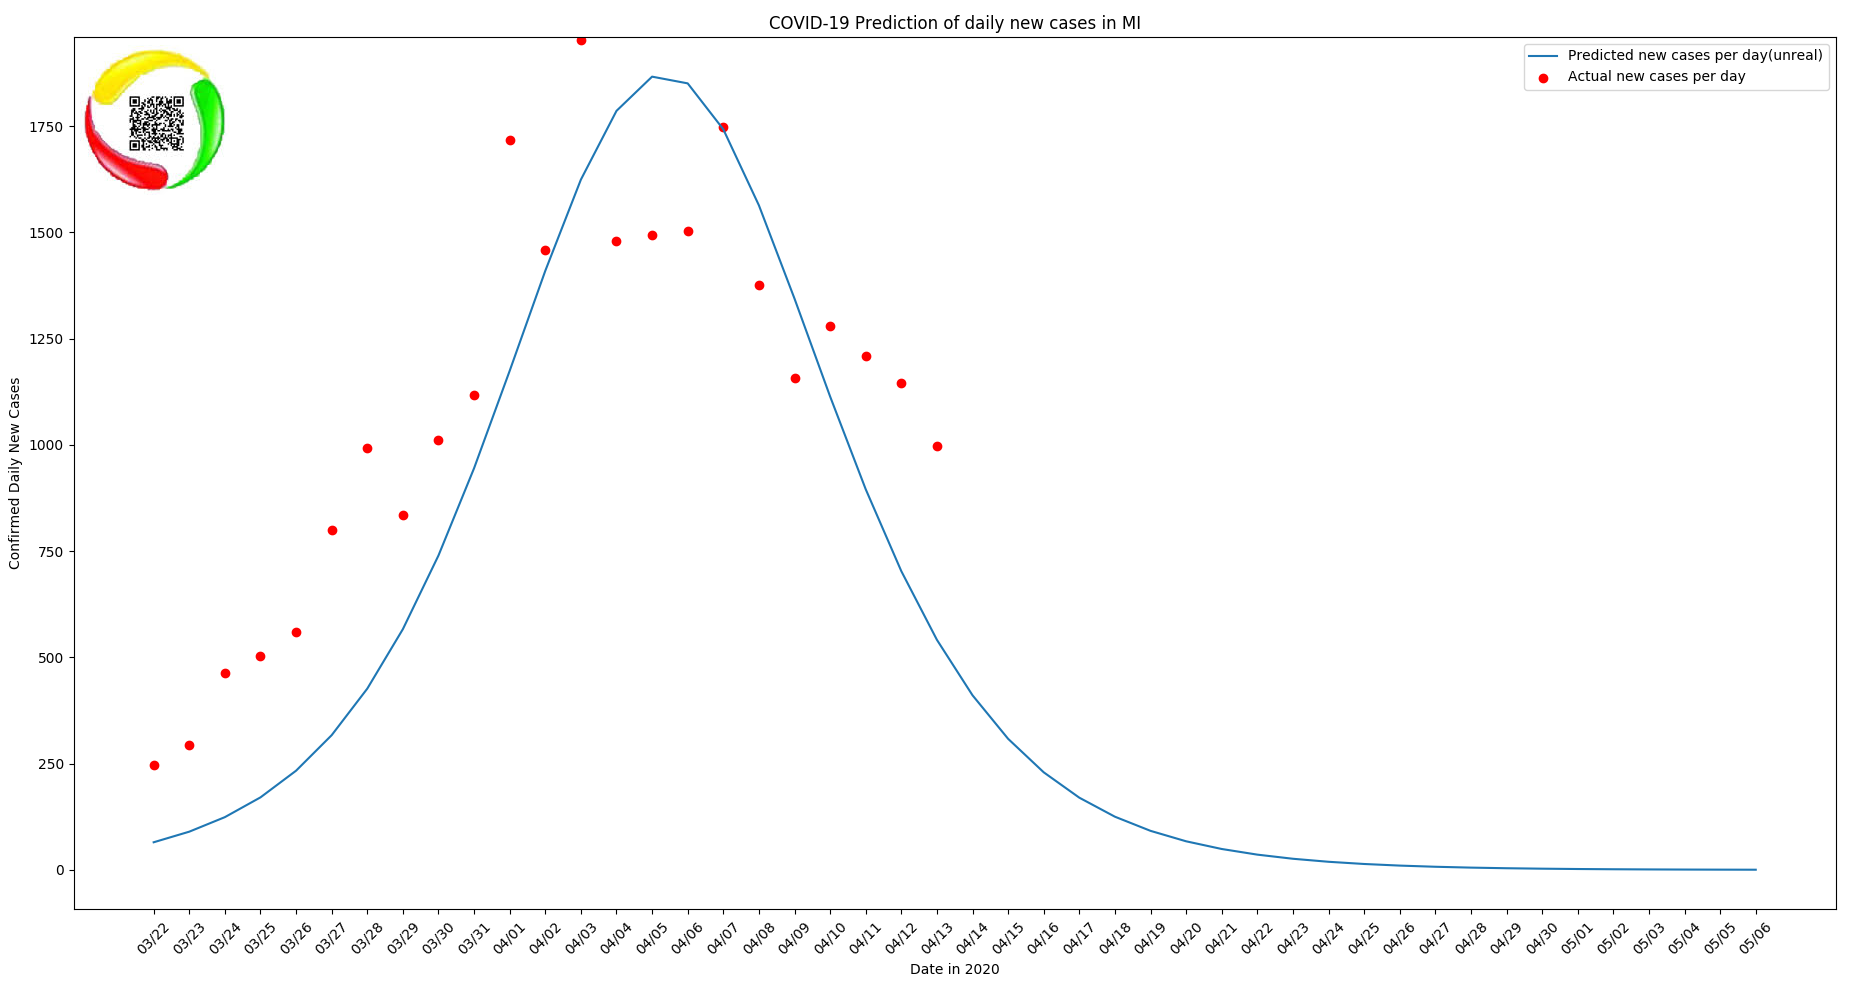 COVID-19 Prediction of daily new cases in MI
Predicted new cases per day(unreal)
Actual new cases per day
Confirmed Daily New Cases
1750
1500
1250
1000
750
500
250
0
03/22 03/23 03/24 03/25 03/26 03/27 03/28 03/29 03/30 03/31 04/01 04/02 04/03 04/04 04/05 04/06 04/07 04/08 04/09 04/10 04/11 04/12 04/13 04/14 04/15 04/16 04/17 04/18 04/19 04/20 04/21 04/22 04/23 04/24 04/25 04/26 04/27 04/28 04/29 04/30 05/01 05/02 05/03 05/04 05/05 05/06
Date in 2020